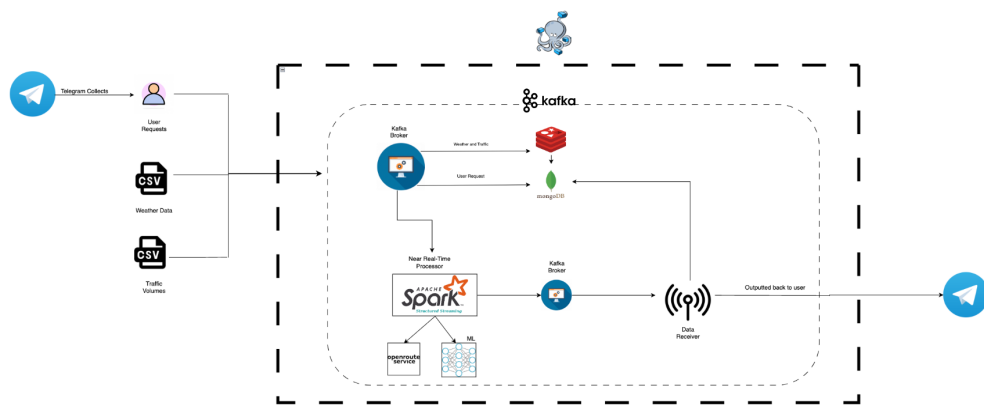 kafka
Telegram Collects
User
Requests
CSV
Weather Data
CSV
Traffic
Volumes
Kafka
Broker
Weather and Traffic
User Request
mongoDB
Near Real-Time
Processor
APACHE
Spark
Structured Streaming
Kafka
Broker
Outputted back to user
Data
Receiver
openroute
service
ML